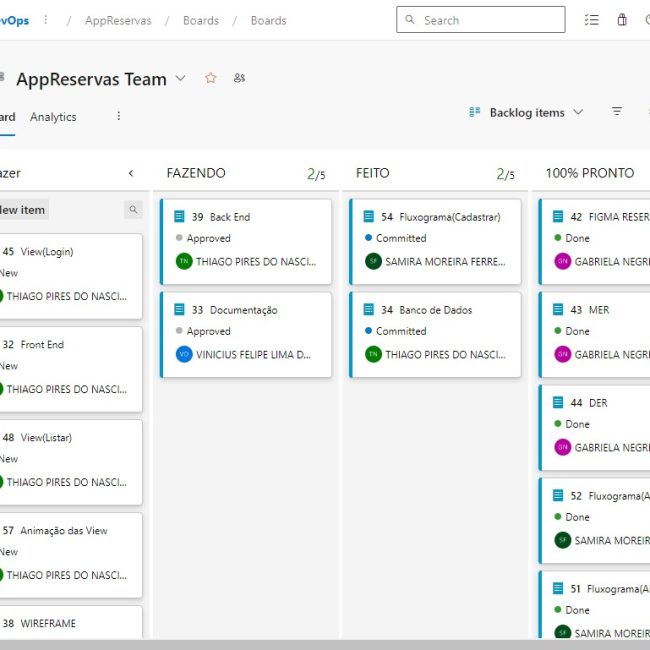 vOps / AppReservas / Boards / Boards Search
AppReservas Team
ard Analytics Backlog items
azer
FAZENDO 2/5
FEITO 2/5
100% PRONTO
New item
45 View(Login)
New
THIAGO PIRES DO NASCI...
32 Front End
New
THIAGO PIRES DO NASCI...
48 View(Listar)
New
THIAGO PIRES DO NASCI...
57 Animação das View
New
THIAGO PIRES DO NASCI...
38 WIREFRAME
39 Back End
Approved
TN THIAGO PIRES DO NASCI...
33 Documentação
Approved
VD VINICIUS FELIPE LIMA D...
54 Fluxograma(Cadastrar)
Committed
SF SAMIRA MOREIRA FERRE...
34 Banco de Dados
Committed
TN THIAGO PIRES DO NASCI...
42 FIGMA RESER
Done
GN GABRIELA NEGRE
43 MER
Done
GN GABRIELA NEGRE
44 DER
Done
GN GABRIELA NEGRE
52 Fluxograma(A
Done
SF SAMIRA MOREIR
51 Fluxograma(A
Done
SF SAMIRA MOREIR